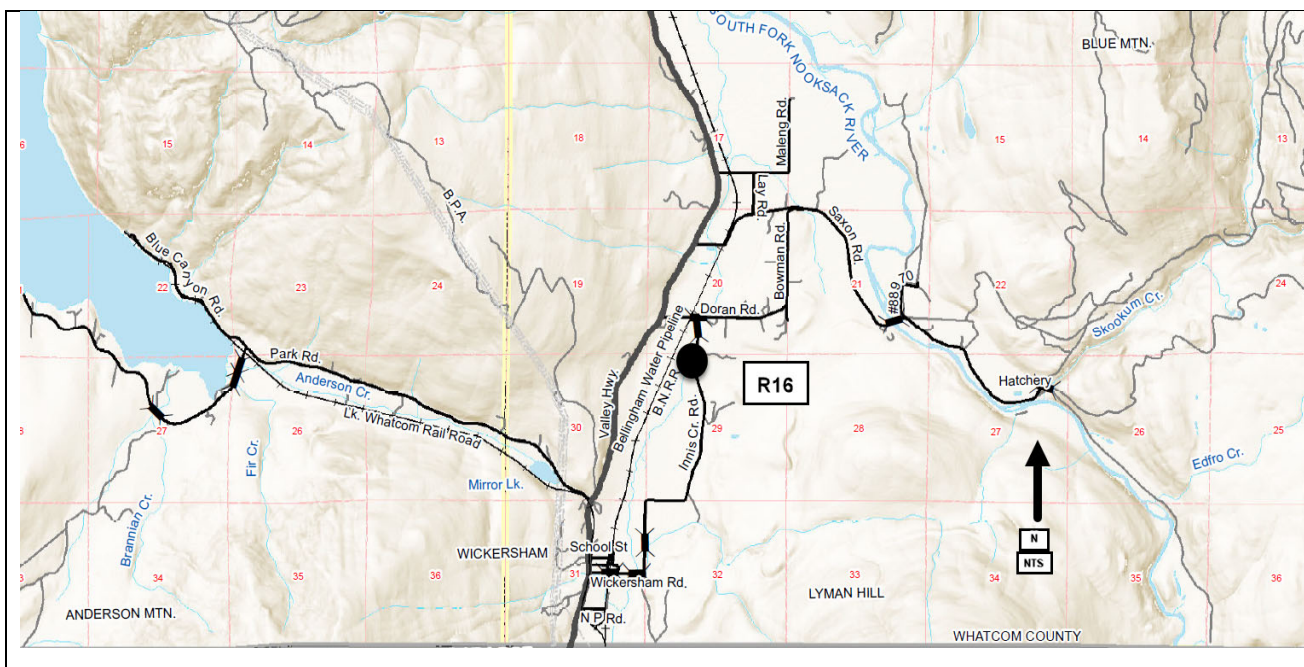 SOUTH FORK NOOKSACK RIVER
BLUE MTN.
15
14
13
18
17
Maleng Rd.
Lay Rd.
B.P.A.
Saxon Rd.
Blue Canyon Rd.
22
23
24
19
20
Bowman Rd.
21
22
24
#889
70
Skookum Cr.
Doran Rd.
Park Rd.
Anderson Cr.
Lk. Whatcom Rail Road
Valley Hwy.
Bellingham Water Pipeline
B.N.R.R.
R16
Hatchery
27
26
30
29
Innis Cr. Rd.
27
26
25
Fir Cr.
Mirror Lk.
Edfro Cr.
Brannian Cr.
WICKERSHAM
School St
N
NTS
34
35
36
31
Wickersham Rd.
32
33
34
35
36
LYMAN HILL
ANDERSON MTN.
N P Rd.
WHATCOM COUNTY